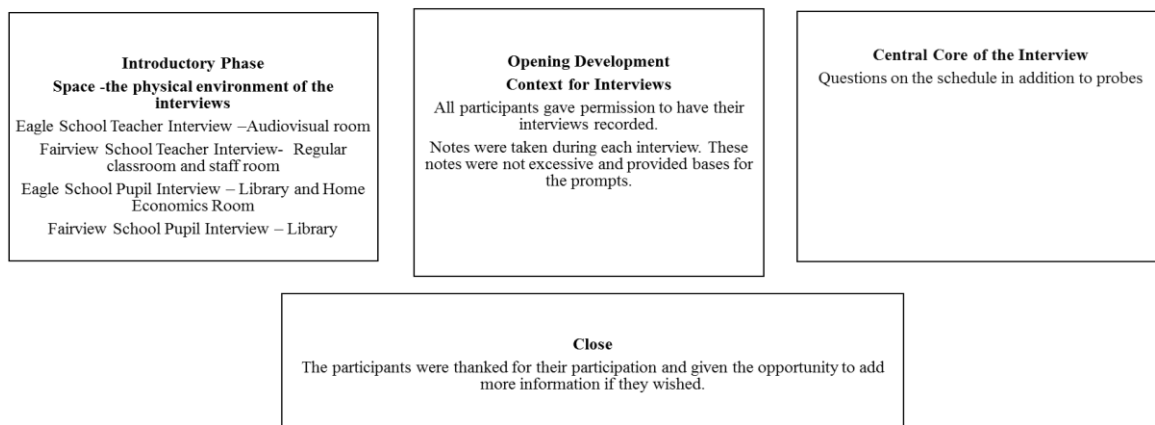 Introductory Phase
Space -the physical environment of the
interviews
Eagle School Teacher Interview –Audiovisual room
Fairview School Teacher Interview- Regular
classroom and staff room
Eagle School Pupil Interview – Library and Home
Economics Room
Fairview School Pupil Interview – Library
Opening Development
Context for Interviews
All participants gave permission to have their
interviews recorded.
Notes were taken during each interview. These
notes were not excessive and provided bases for
the prompts.
Central Core of the Interview
Questions on the schedule in addition to probes
Close
The participants were thanked for their participation and given the opportunity to add
more information if they wished.